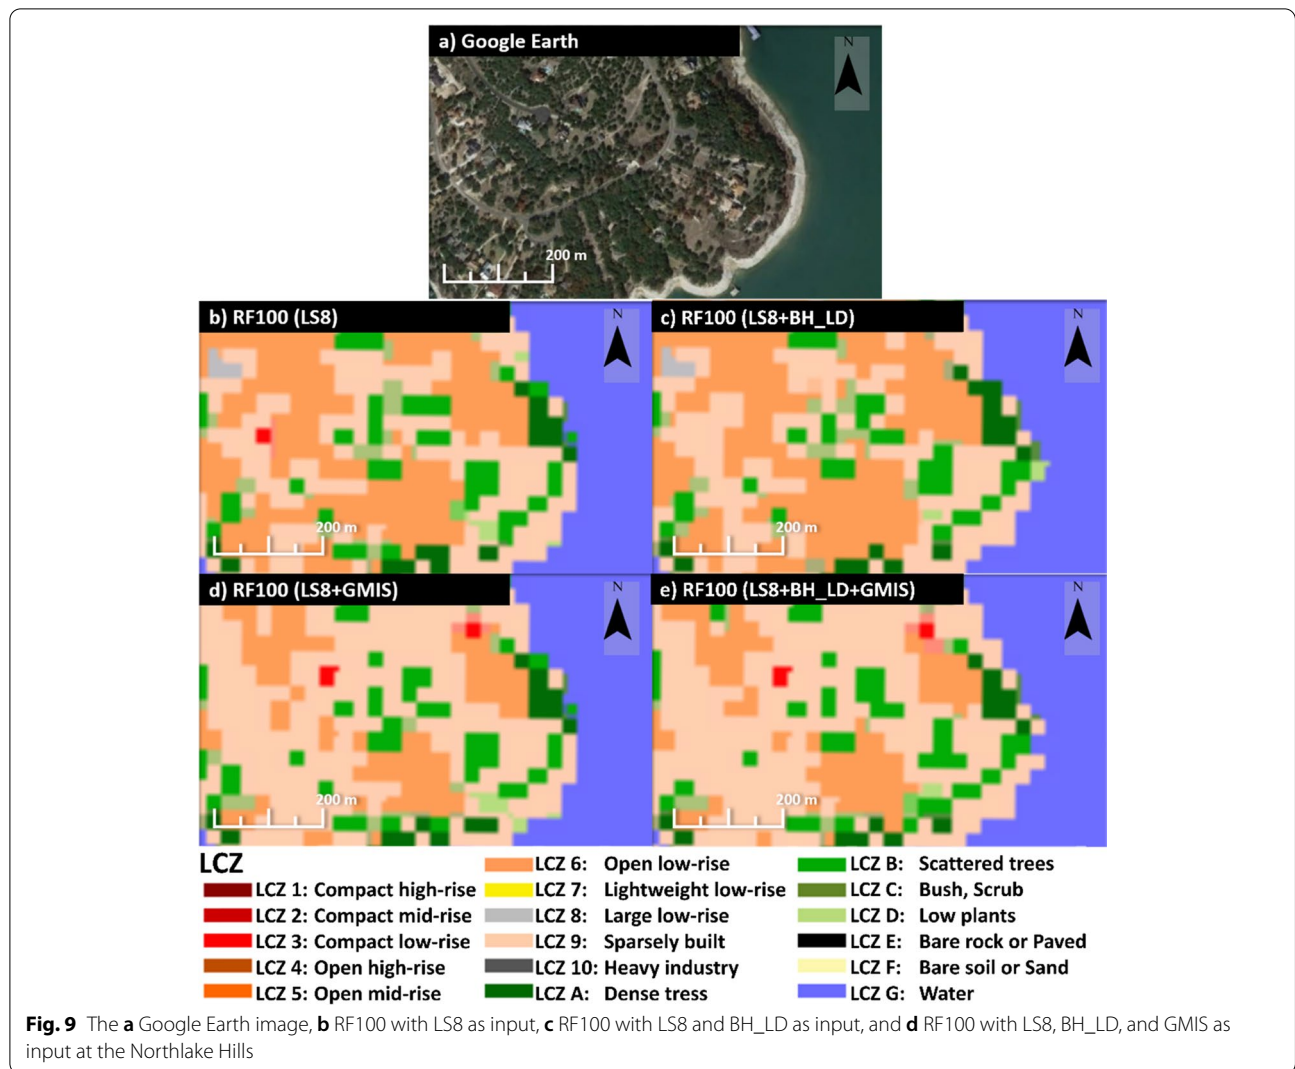 a) Google Earth
N
200 m
b) RF100 (LS8)
N
200 m
c) RF100 (LS8+BH_LD)
N
200 m
d) RF100 (LS8+GMIS)
N
200 m
e) RF100 (LS8+BH_LD+GMIS)
N
200 m
LCZ
LCZ 1: Compact high-rise
LCZ 2: Compact mid-rise
LCZ 3: Compact low-rise
LCZ 4: Open high-rise
LCZ 5: Open mid-rise
LCZ 6: Open low-rise
LCZ 7: Lightweight low-rise
LCZ 8: Large low-rise
LCZ 9: Sparsely built
LCZ 10: Heavy industry
LCZ A: Dense tress
LCZ B: Scattered trees
LCZ C: Bush, Scrub
LCZ D: Low plants
LCZ E: Bare rock or Paved
LCZ F: Bare soil or Sand
LCZ G: Water
Fig. 9 The a Google Earth image, b RF100 with LS8 as input, c RF100 with LS8 and BH_LD as input, and d RF100 with LS8, BH_LD, and GMIS as
input at the Northlake Hills